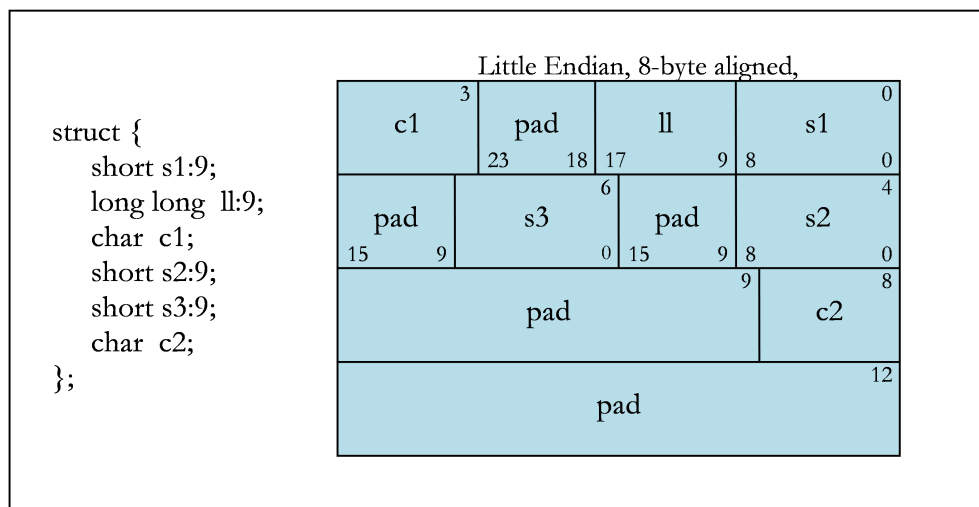 Little Endian, 8-byte aligned,
struct {
short s1:9;
long long ll:9;
char c1;
short s2:9;
short s3:9;
char c2;
};
3 0
c1 pad ll s1
23 18 17 9 8 0
6 4
pad s3 pad s2
15 9 0 15 9 8 0
9 8
pad c2
12
pad